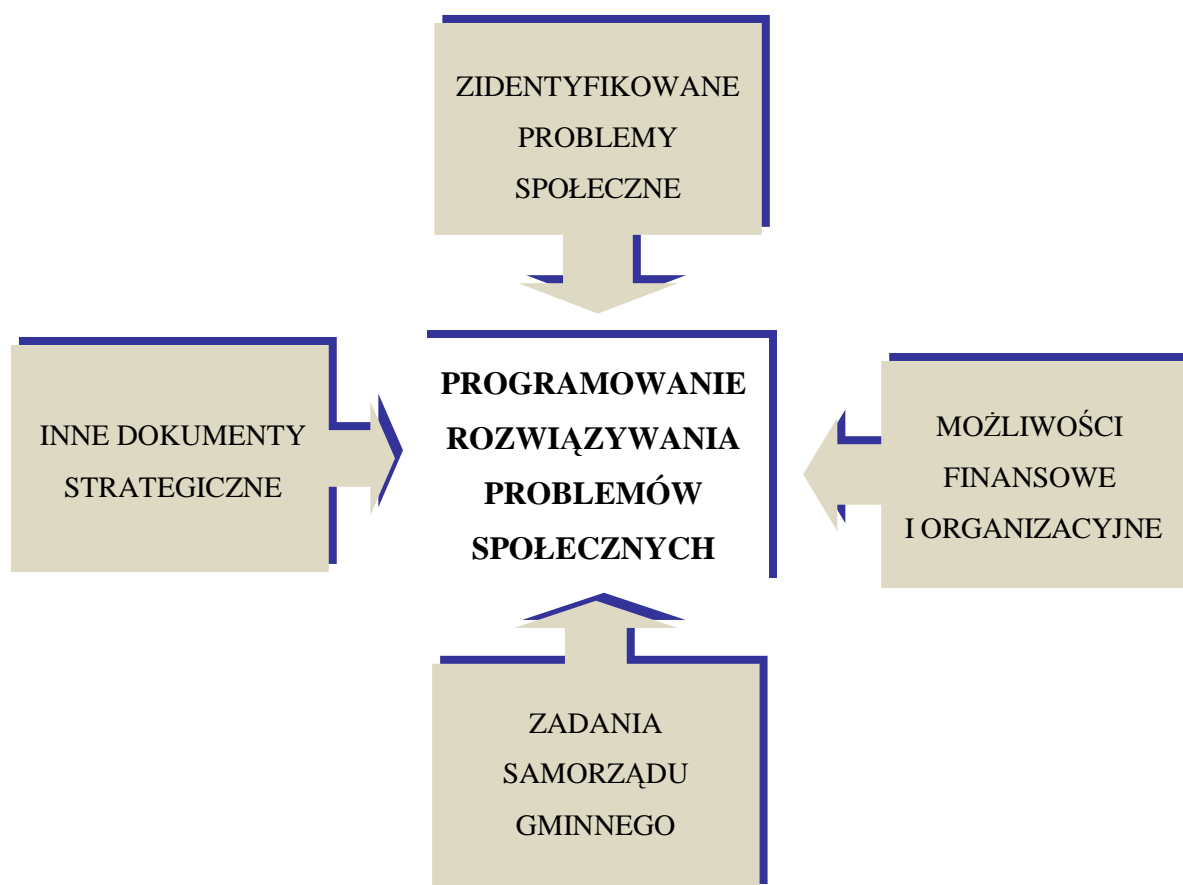 ZIDENTYFIKOWANE
PROBLEMY
SPOŁECZNE
INNE DOKUMENTY
STRATEGICZNE
PROGRAMOWANIE
ROZWIĄZYWANIA
PROBLEMÓW
SPOŁECZNYCH
MOŻLIWOŚCI
FINANSOWE
I ORGANIZACYJNE
ZADANIA
SAMORZĄDU
GMINNEGO